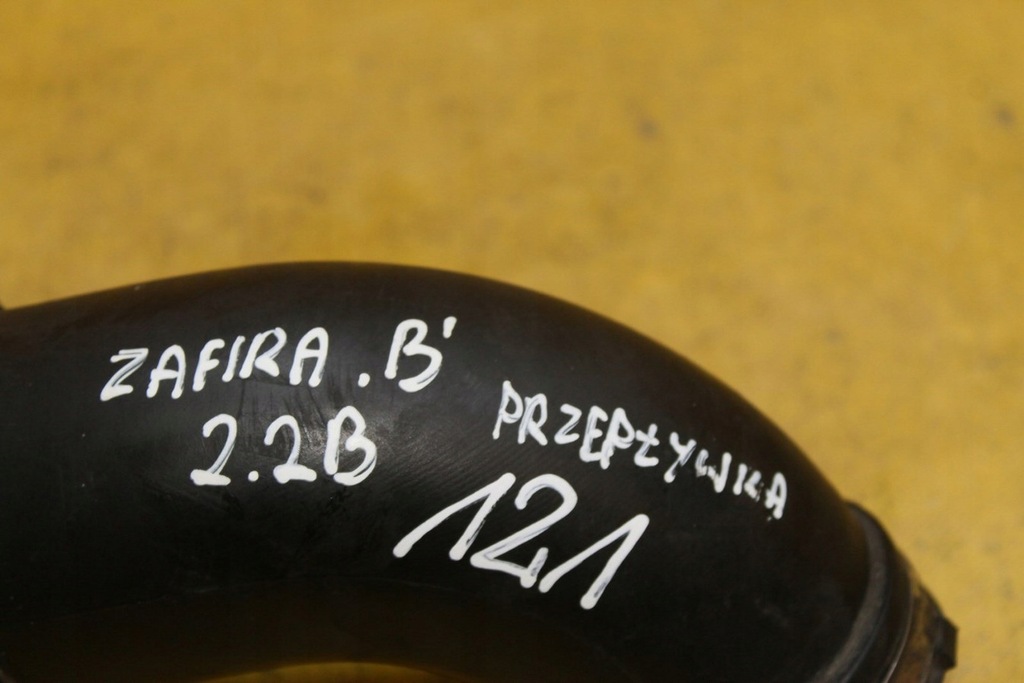 ZAFIRA .B'
2.2B
PRZEPŁYWKA
121